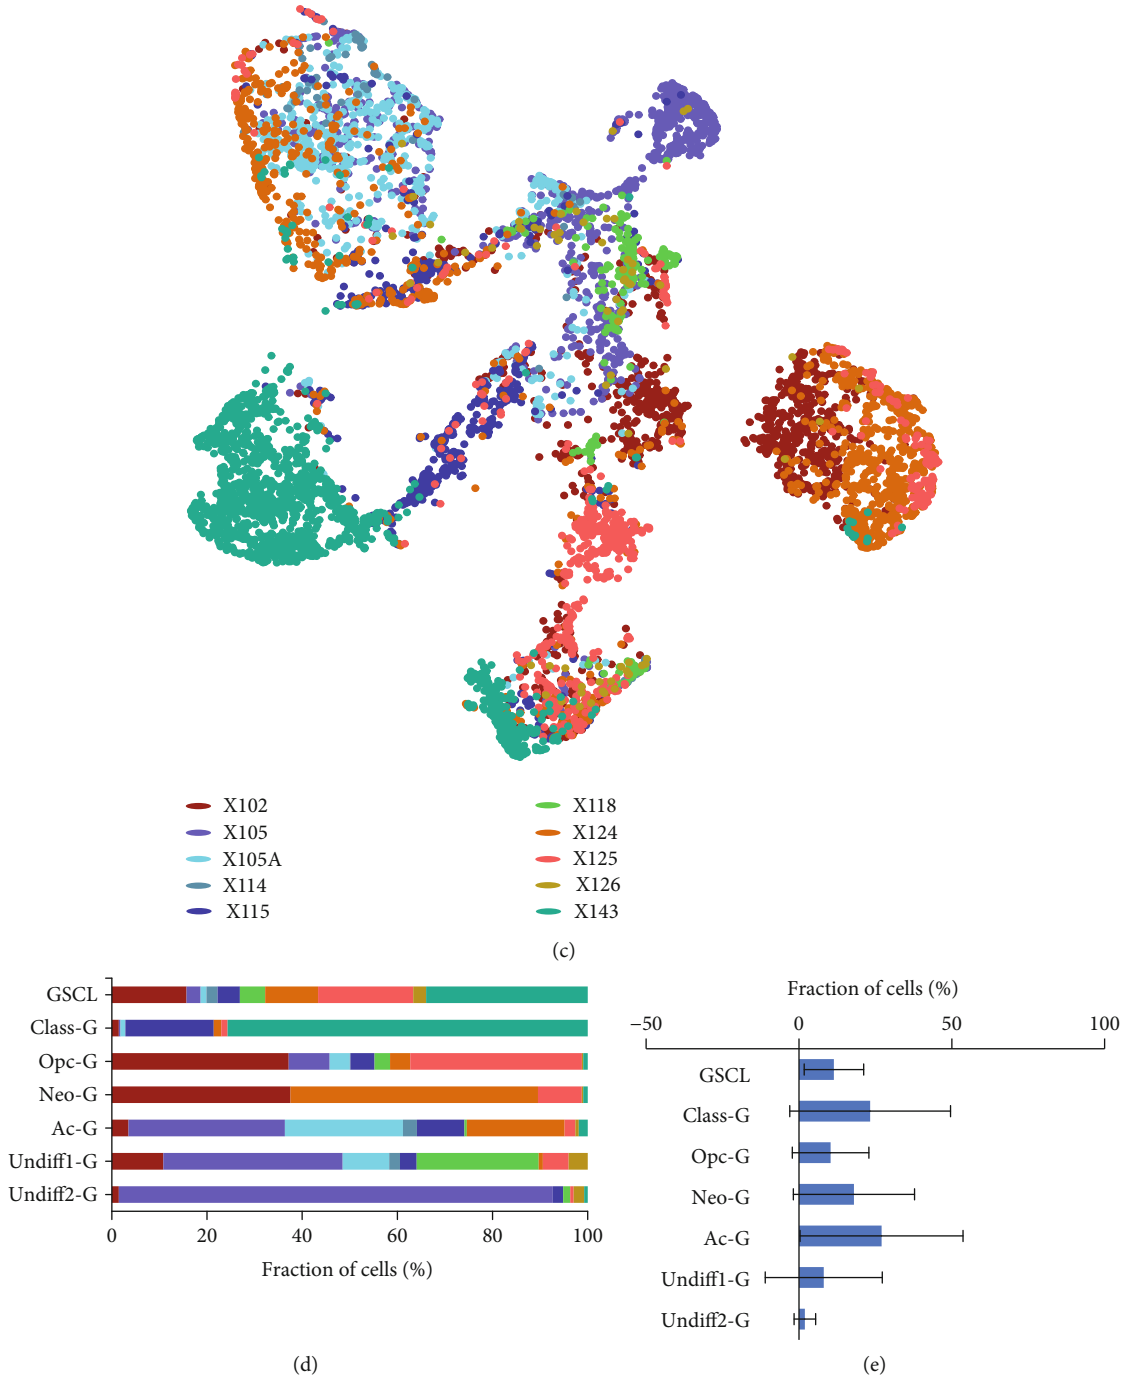 X102
X105
X105A
X114
X115
X118
X124
X125
X126
X143
(c)
GSCL
Class-G
Opc-G
Neo-G
Ac-G
Undiff1-G
Undiff2-G
0 20 40 60 80 100
Fraction of cells (%)
(d)
Fraction of cells (%)
−50 0 50 100
GSCL
Class-G
Opc-G
Neo-G
Ac-G
Undiff1-G
Undiff2-G
(e)